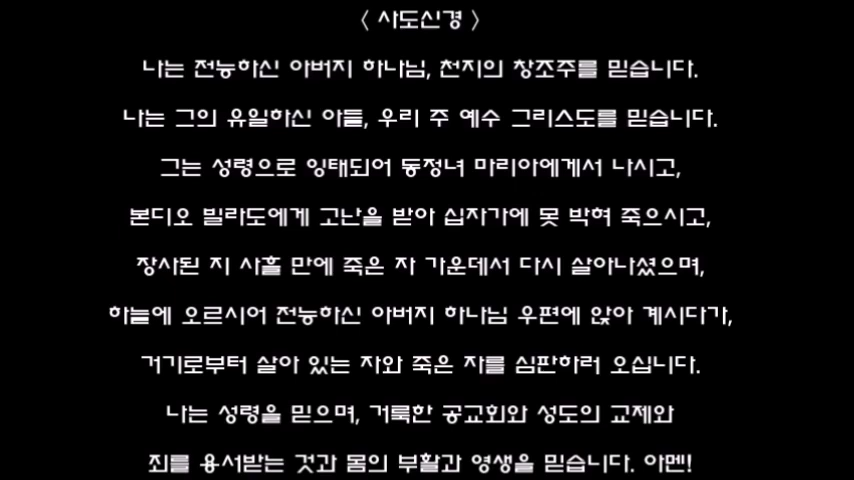 < 사도신경 >
나는 전능하신 아버지 하나님, 천지의 창조주를 믿습니다.
나는 그의 유일하신 아들, 우리 주 예수 그리스도를 믿습니다.
그는 성령으로 잉태되어 동정녀 마리아에게서 나시고,
본디오 빌라도에게 고난을 받아 십자가에 못 박혀 죽으시고,
장사된 지 사흘 만에 죽은 자 가운데서 다시 살아나셨으며,
하늘에 오르시어 전능하신 아버지 하나님 우편에 앉아 계시다가,
거기로부터 살아 있는 자와 죽은 자를 심판하러 오십니다.
나는 성령을 믿으며, 거룩한 공교회와 성도의 교제와
죄를 용서받는 것과 몸의 부활과 영생을 믿습니다. 아멘!